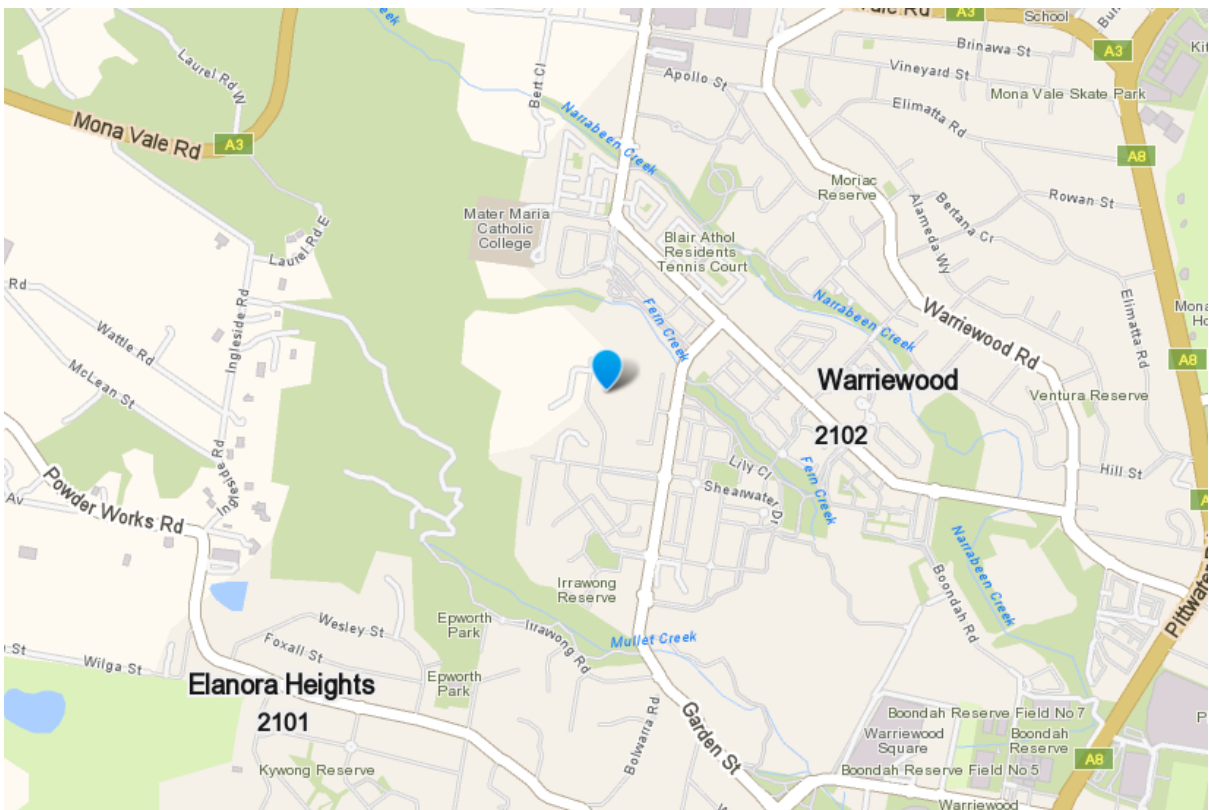 School
A3
Brinawa St
Vineyard St
A3
Mona Vale Skate Park
Laurel Rd W
Apollo St
Elimatta Rd
Bert Cl
Narrabeen Creek
Mona Vale Rd
A3
A8
Moriac
Reserve
Rowan St
Bertana Cr
Alameda Wy
Mater Maria
Catholic
College
Blair Athol
Residents
Tennis Court
Laurel Rd E
Ingleside Rd
Rd
Wattle Rd
Fern Creek
Narrabeen Creek
Warriewood Rd
Elimatta Rd
A8
McLean St
Warriewood
2102
Ventura Reserve
Ingleside Rd
Powder Works Rd
Av
Lily Cl
Shearwater Dr
Fern Creek
Hill St
Narrabeen Creek
Boondah Rd
Irrawong
Reserve
Wesley St
Foxall St
Epworth
Park
Irrawong Rd
Mullet Creek
St
Wilga St
Elanora Heights
2101
Epworth
Park
Bolwarra Rd
Garden St
Boondah Reserve Field No 7
Warriewood
Square
Boondah
Reserve
A8
Boondah Reserve Field No 5
Kywong Reserve
Warriewood